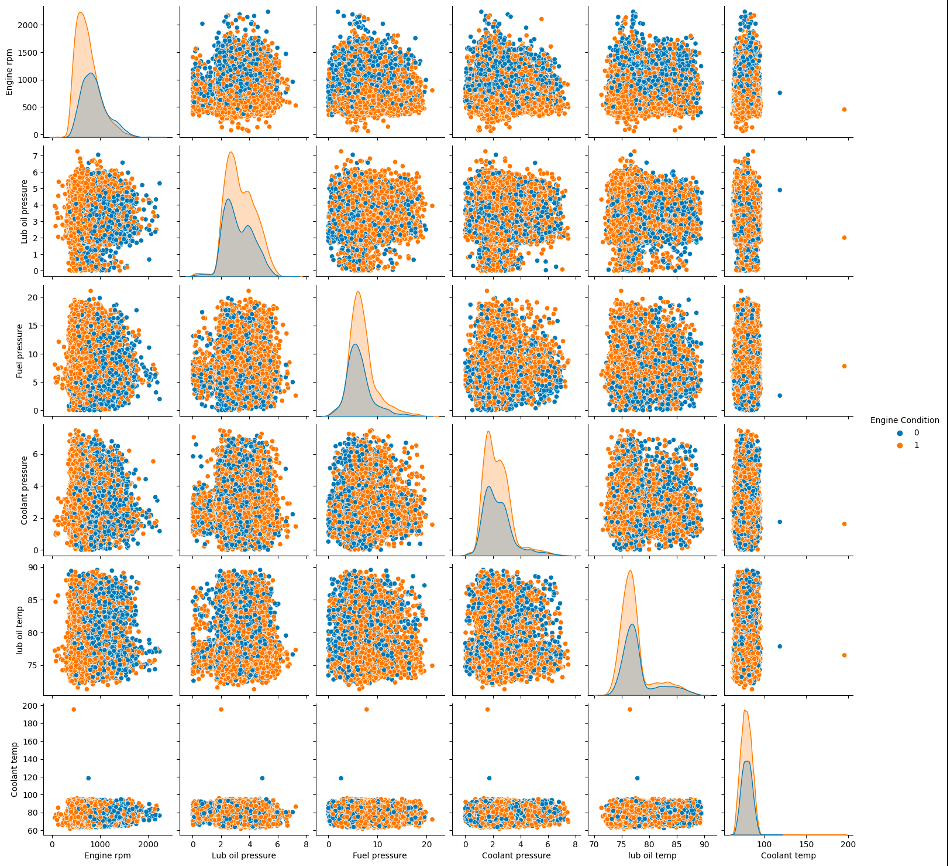 Engine rpm
2000
1500
1000
500
0
Lub oil pressure
7
6
5
4
3
2
1
0
Fuel pressure
20
15
10
5
0
Engine Condition
0
1
Coolant pressure
6
4
2
0
lub oil temp
90
85
80
75
Coolant temp
200
180
160
140
120
100
80
60
0 1000 2000
0 2 4 6 8
0 10 20
0 2 4 6 8
70 75 80 85 90
100 150 200
Engine rpm Lub oil pressure Fuel pressure Coolant pressure lub oil temp Coolant temp